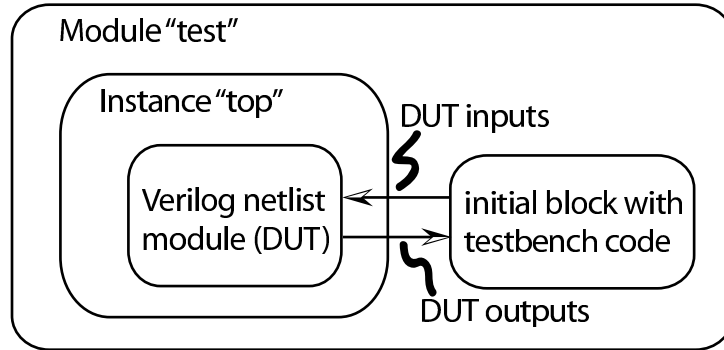 Module “test”
Instance “top”
DUT inputs
Verilog netlist
module (DUT)
initial block with
testbench code
DUT outputs